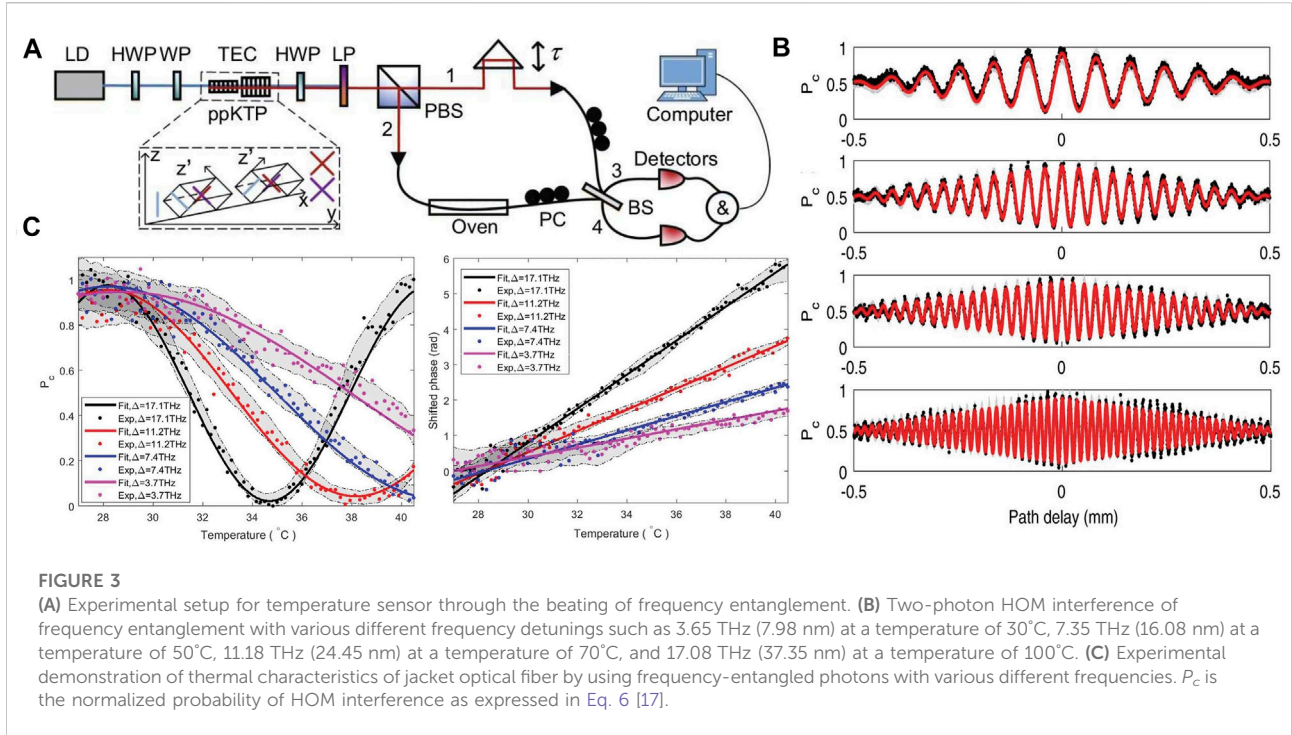 A
LD HWP WP TEC HWP LP
ppKTP
PBS
1
2
τ
Computer
z
z'
z'
x
y
Oven
PC
3
4
BS
Detectors
&
B
P_c
1
0.5
0
-0.5 0 0.5
P_c
1
0.5
0
-0.5 0 0.5
P_c
1
0.5
0
-0.5 0 0.5
P_c
1
0.5
0
-0.5 0 0.5
Path delay (mm)
C
P_c
1
0.8
0.6
0.4
0.2
0
Fit,Δ=17.1THz
Exp,Δ=17.1THz
Fit,Δ=11.2THz
Exp,Δ=11.2THz
Fit,Δ=7.4THz
Exp,Δ=7.4THz
Fit,Δ=3.7THz
Exp,Δ=3.7THz
28 30 32 34 36 38 40
Temperature (°C)
Shifted phase (rad)
6
5
4
3
2
1
0
Fit,Δ=17.1THz
Exp,Δ=17.1THz
Fit,Δ=11.2THz
Exp,Δ=11.2THz
Fit,Δ=7.4THz
Exp,Δ=7.4THz
Fit,Δ=3.7THz
Exp,Δ=3.7THz
28 30 32 34 36 38 40
Temperature (°C)
FIGURE 3
(A) Experimental setup for temperature sensor through the beating of frequency entanglement. (B) Two-photon HOM interference of
frequency entanglement with various different frequency detunings such as 3.65 THz (7.98 nm) at a temperature of 30°C, 7.35 THz (16.08 nm) at a
temperature of 50°C, 11.18 THz (24.45 nm) at a temperature of 70°C, and 17.08 THz (37.35 nm) at a temperature of 100°C. (C) Experimental
demonstration of thermal characteristics of jacket optical fiber by using frequency-entangled photons with various different frequencies. P_c is
the normalized probability of HOM interference as expressed in Eq. 6 [17].